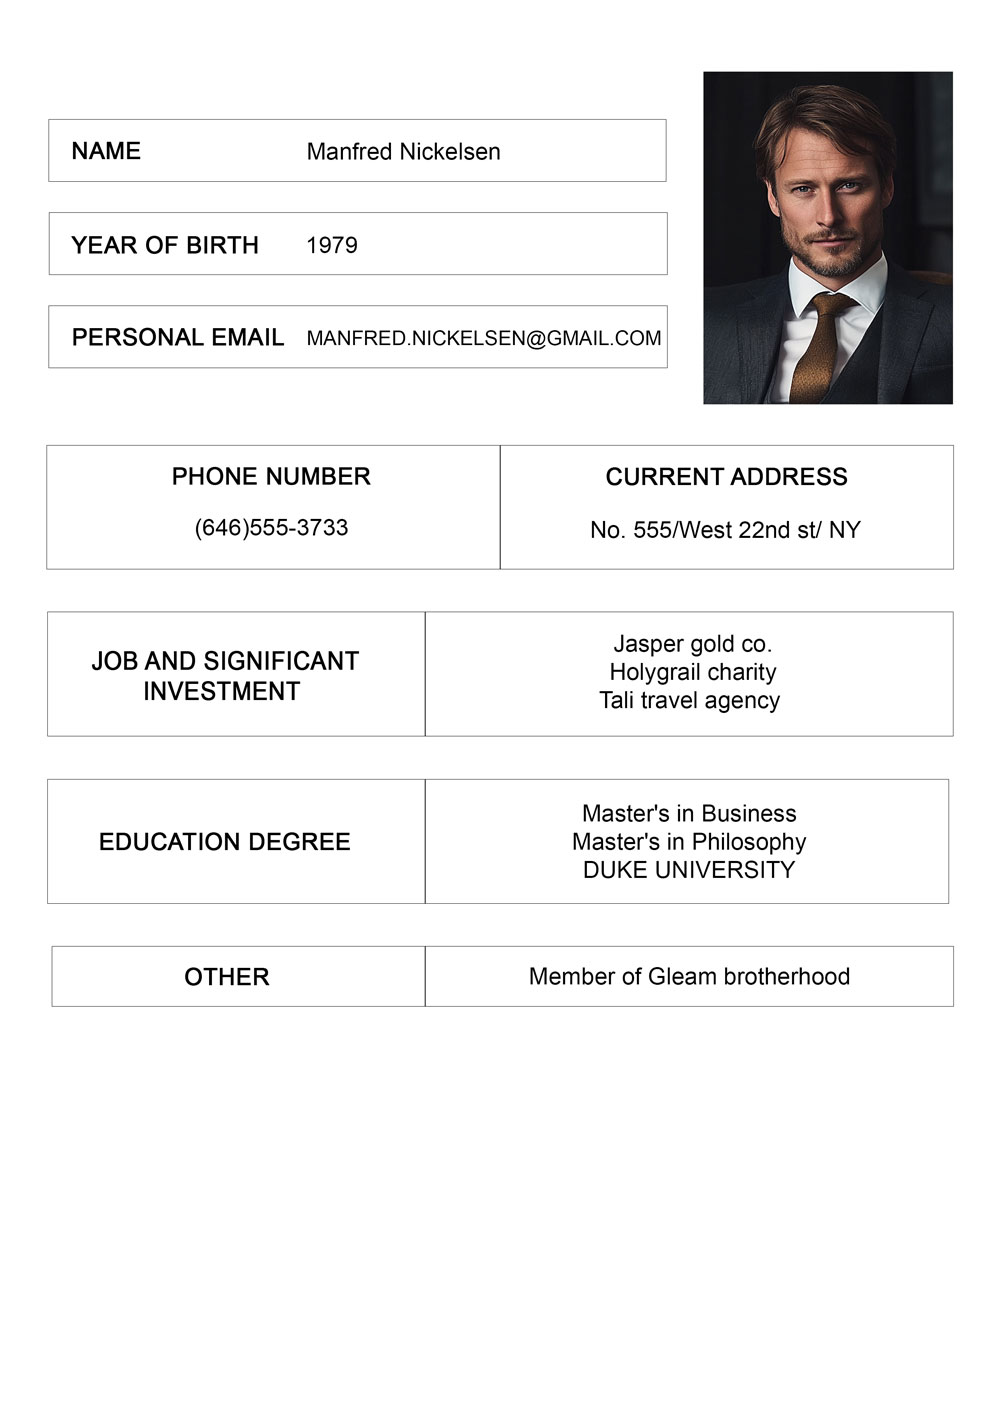 NAME Manfred Nickelsen
YEAR OF BIRTH 1979
PERSONAL EMAIL MANFRED.NICKELSEN@GMAIL.COM
PHONE NUMBER
(646)555-3733
CURRENT ADDRESS
No. 555/West 22nd st/ NY
JOB AND SIGNIFICANT
INVESTMENT
Jasper gold co.
Holygrail charity
Tali travel agency
EDUCATION DEGREE
Master's in Business
Master's in Philosophy
DUKE UNIVERSITY
OTHER
Member of Gleam brotherhood